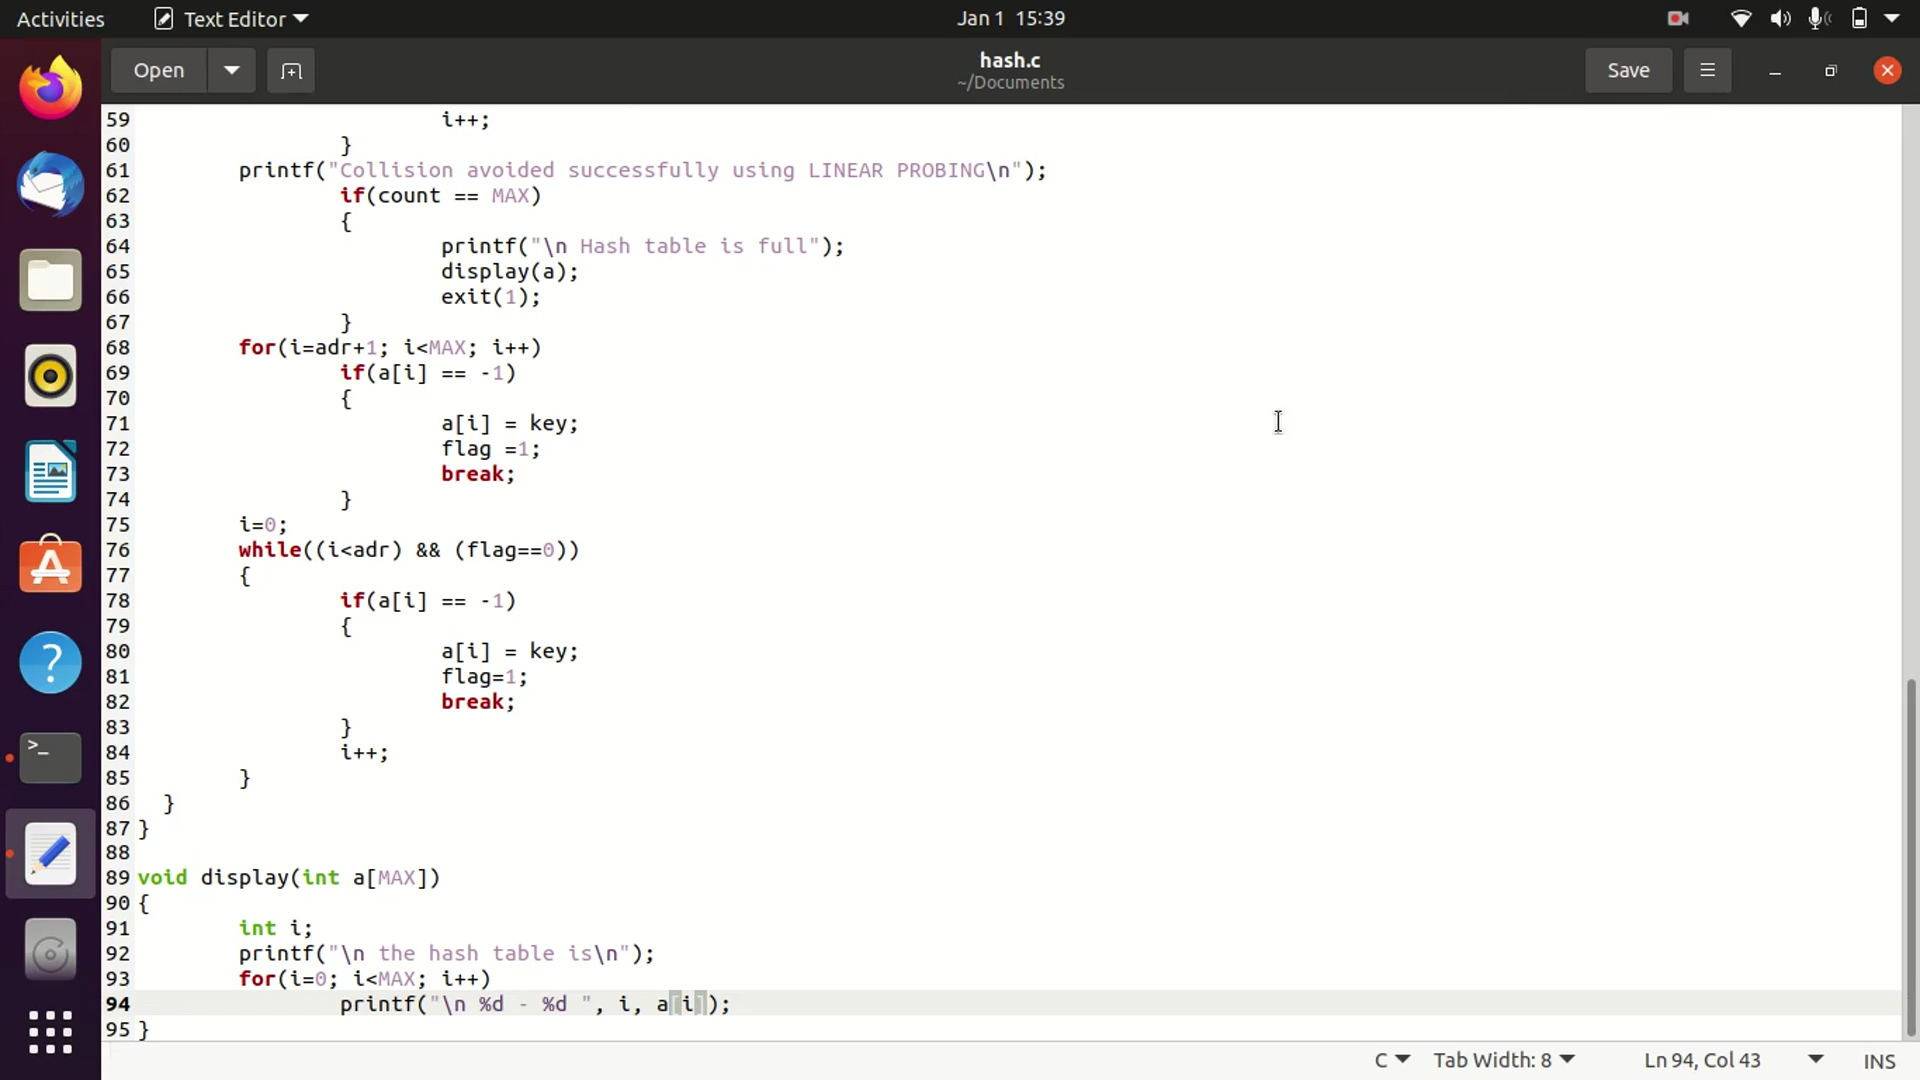 Activities Text Editor Jan 1 15:39
Open hash.c Save
~/Documents
59 i++;
60 }
61 printf("Collision avoided successfully using LINEAR PROBING\n");
62 if(count == MAX)
63 {
64 printf("\n Hash table is full");
65 display(a);
66 exit(1);
67 }
68 for(i=adr+1; i<MAX; i++)
69 if(a[i] == -1)
70 {
71 a[i] = key;
72 flag =1;
73 break;
74 }
75 i=0;
76 while((i<adr) && (flag==0))
77 {
78 if(a[i] == -1)
79 {
80 a[i] = key;
81 flag=1;
82 break;
83 }
84 i++;
85 }
86 }
87 }
88
89 void display(int a[MAX])
90 {
91 int i;
92 printf("\n the hash table is\n");
93 for(i=0; i<MAX; i++)
94 printf("\n %d - %d ", i, a[i]);
95 }
C Tab Width: 8 Ln 94, Col 43 INS